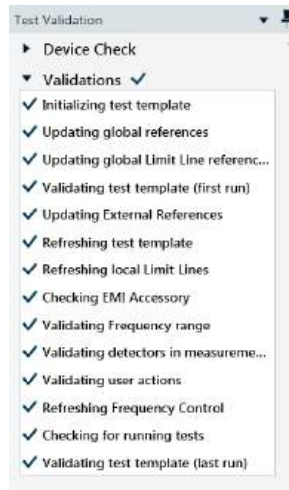 Test Validation
Device Check
Validations
Initializing test template
Updating global references
Updating global Limit Line referenc...
Validating test template (first run)
Updating External References
Refreshing test template
Refreshing local Limit Lines
Checking EMI Accessory
Validating Frequency range
Validating detectors in measureme...
Validating user actions
Refreshing Frequency Control
Checking for running tests
Validating test template (last run)